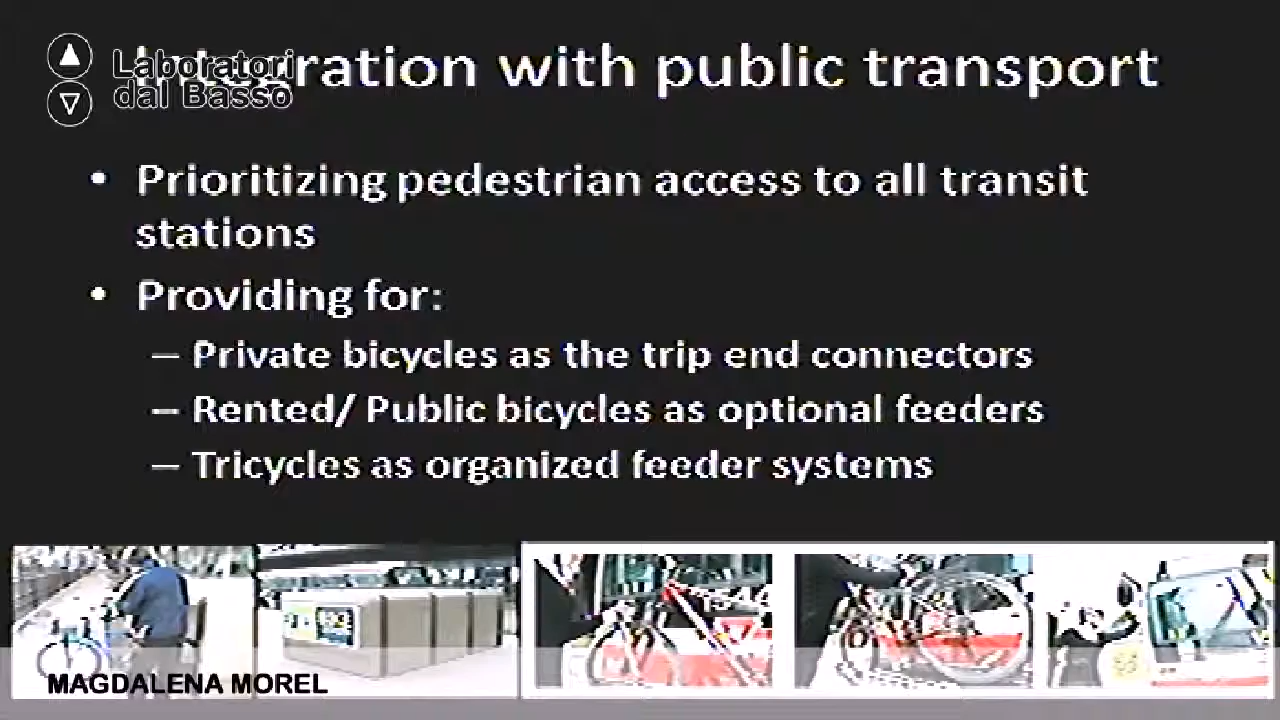 Laboratori
dal Basso
Integration with public transport
• Prioritizing pedestrian access to all transit
stations
• Providing for:
– Private bicycles as the trip end connectors
– Rented/ Public bicycles as optional feeders
– Tricycles as organized feeder systems
MAGDALENA MOREL